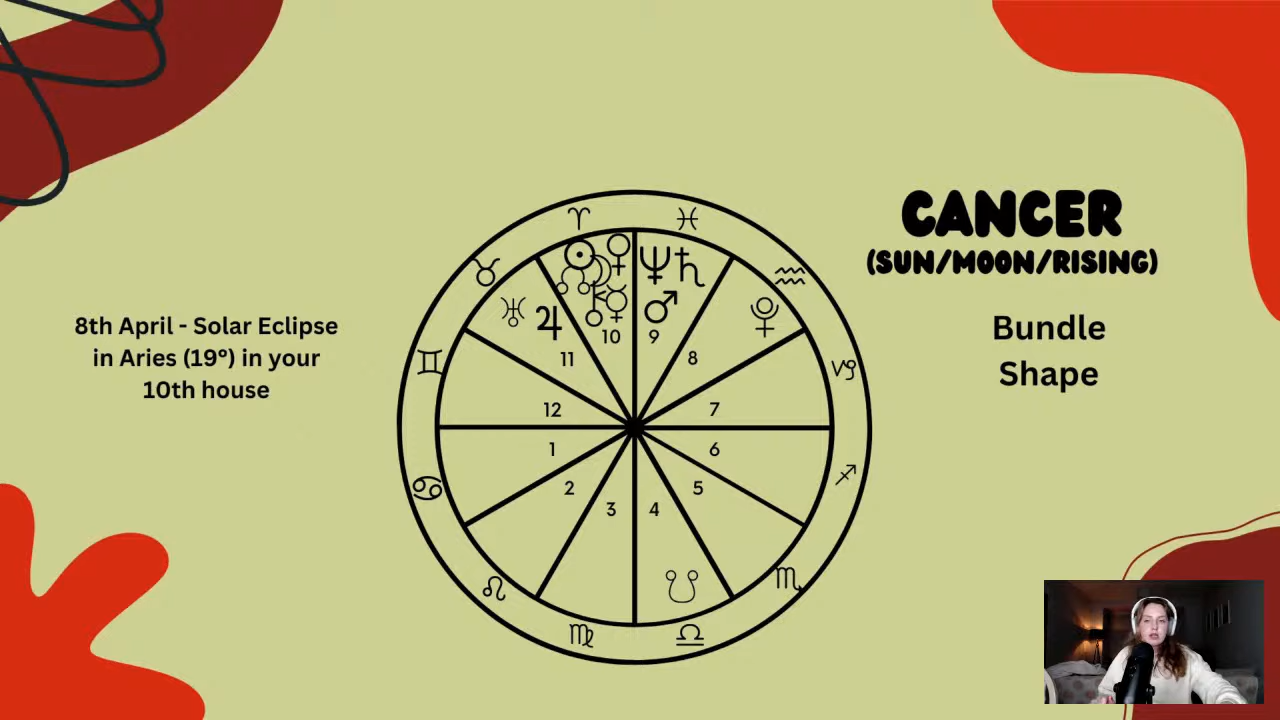 CANCER
(SUN/MOON/RISING)
Bundle
Shape
8th April - Solar Eclipse
in Aries (19°) in your
10th house
♈ ♓
♉ ♒
♊ ♑
♋ ♐
♌ ♏
♍ ♎
☉ ☽ ♀ ☊ ⚷ ☿
♆ ♄ ♂
♅ ♃
♇
☋
10 9
11 8
12 7
1 6
2 5
3 4